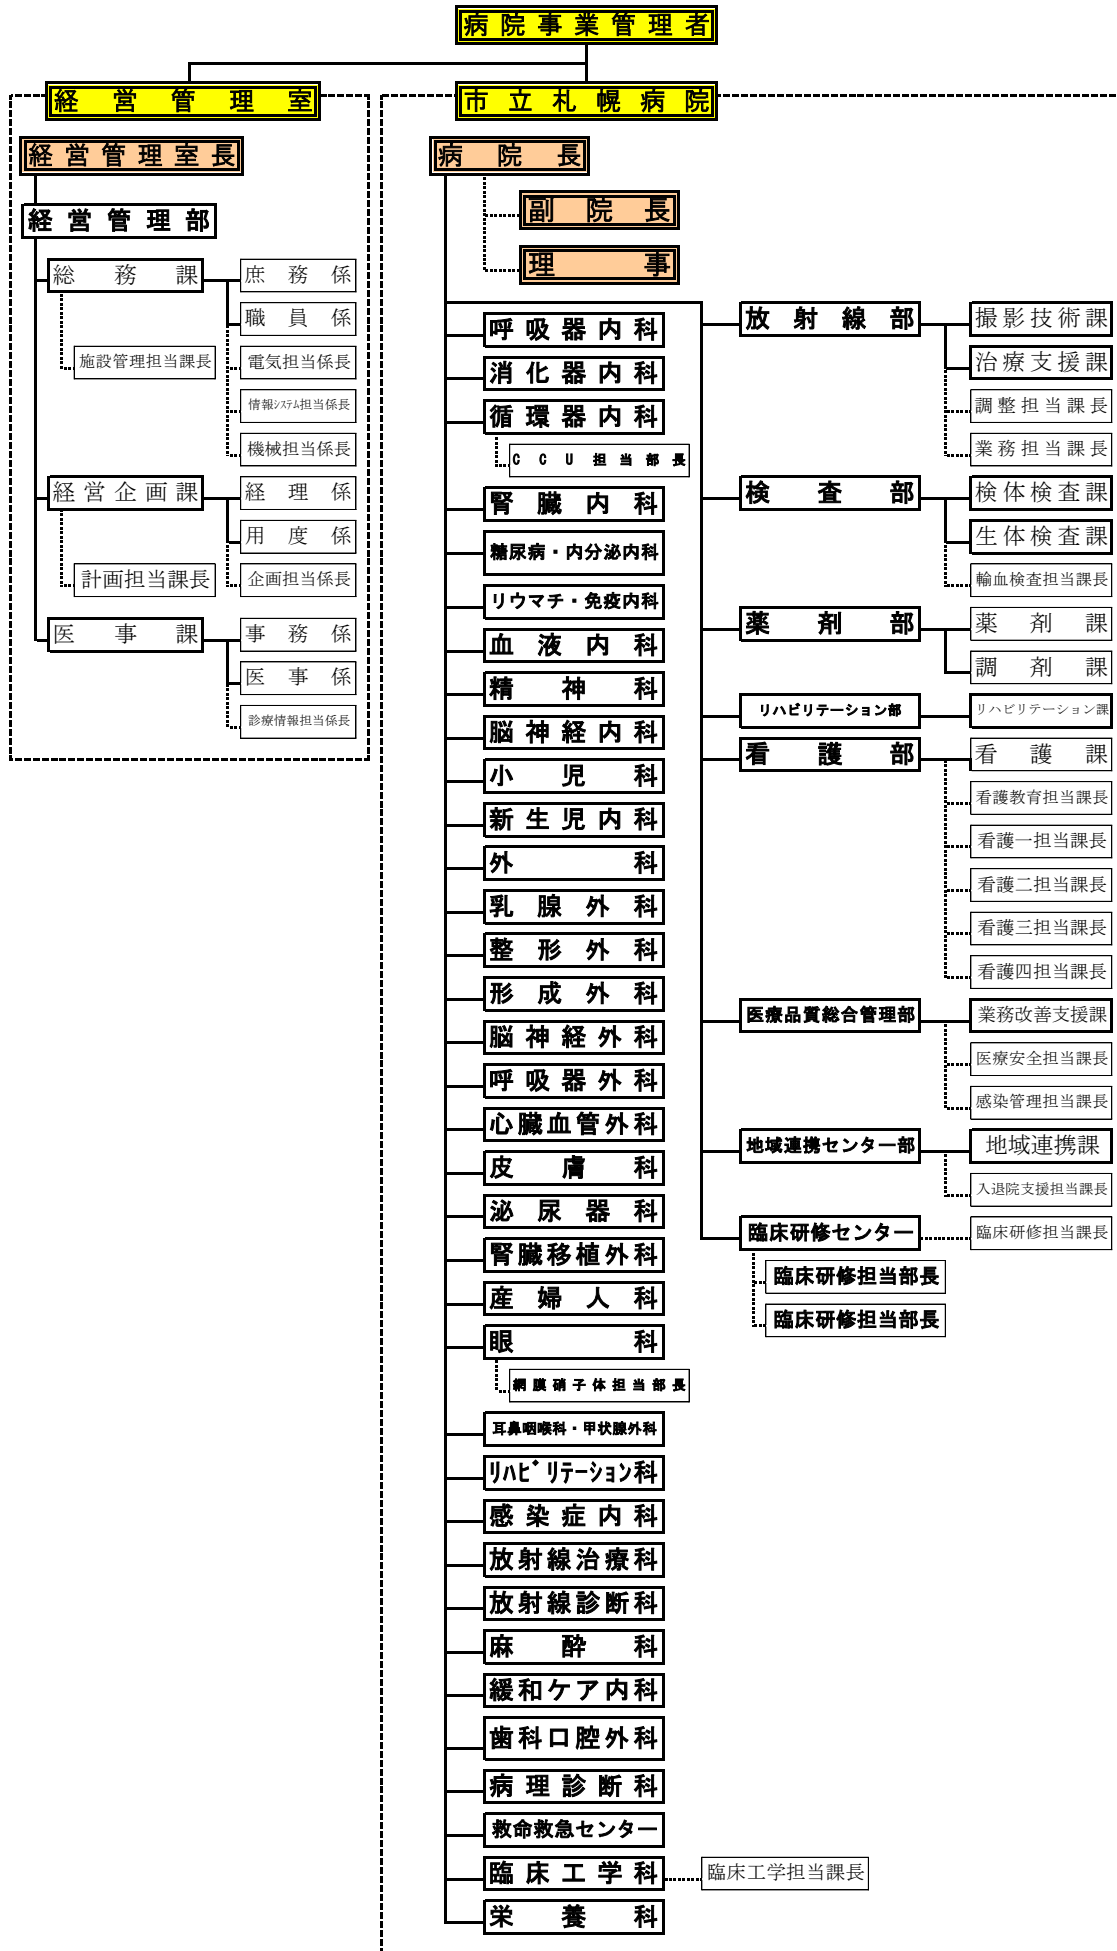 病院事業管理者
経営管理室
経営管理室長
経営管理部
総務課
庶務係
職員係
施設管理担当課長
電気担当係長
情報ｼｽﾃﾑ担当係長
機械担当係長
経営企画課
経理係
用度係
計画担当課長
企画担当係長
医事課
事務係
医事係
診療情報担当係長
市立札幌病院
病院長
副院長
理事
呼吸器内科
消化器内科
循環器内科
ＣＣＵ担当部長
腎臓内科
糖尿病・内分泌内科
リウマチ・免疫内科
血液内科
精神科
脳神経内科
小児科
新生児内科
外科
乳腺外科
整形外科
形成外科
脳神経外科
呼吸器外科
心臓血管外科
皮膚科
泌尿器科
腎臓移植外科
産婦人科
眼科
網膜硝子体担当部長
耳鼻咽喉科・甲状腺外科
ﾘﾊﾋﾞﾘﾃｰｼｮﾝ科
感染症内科
放射線治療科
放射線診断科
麻酔科
緩和ケア内科
歯科口腔外科
病理診断科
救命救急センター
臨床工学科
臨床工学担当課長
栄養科
放射線部
撮影技術課
治療支援課
調整担当課長
業務担当課長
検査部
検体検査課
生体検査課
輸血検査担当課長
薬剤部
薬剤課
調剤課
リハビリテーション部
リハビリテーション課
看護部
看護課
看護教育担当課長
看護一担当課長
看護二担当課長
看護三担当課長
看護四担当課長
医療品質総合管理部
業務改善支援課
医療安全担当課長
感染管理担当課長
地域連携センター部
地域連携課
入退院支援担当課長
臨床研修センター
臨床研修担当課長
臨床研修担当部長
臨床研修担当部長